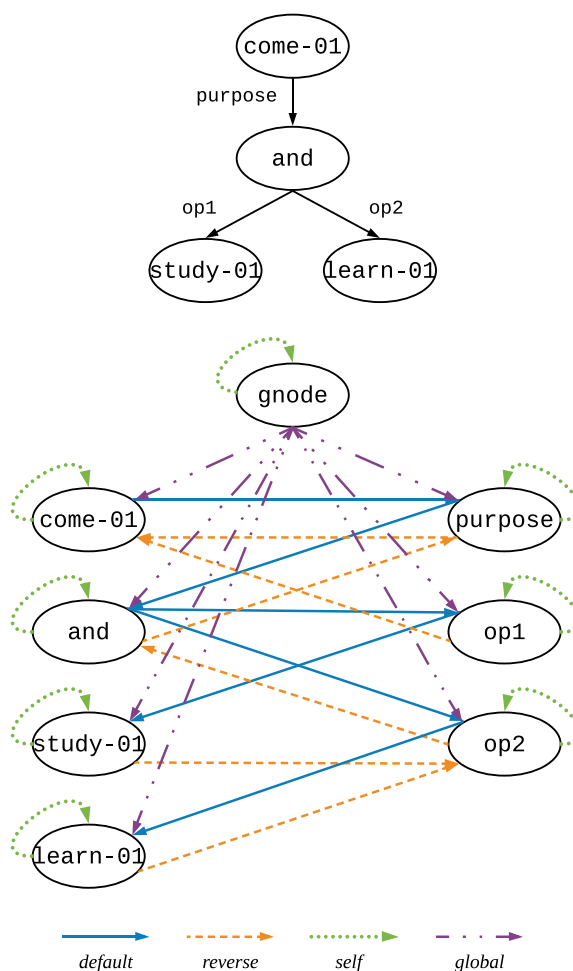 come-01
purpose
and
op1 op2
study-01 learn-01
gnode
come-01 purpose
and op1
study-01 op2
learn-01
default reverse self global